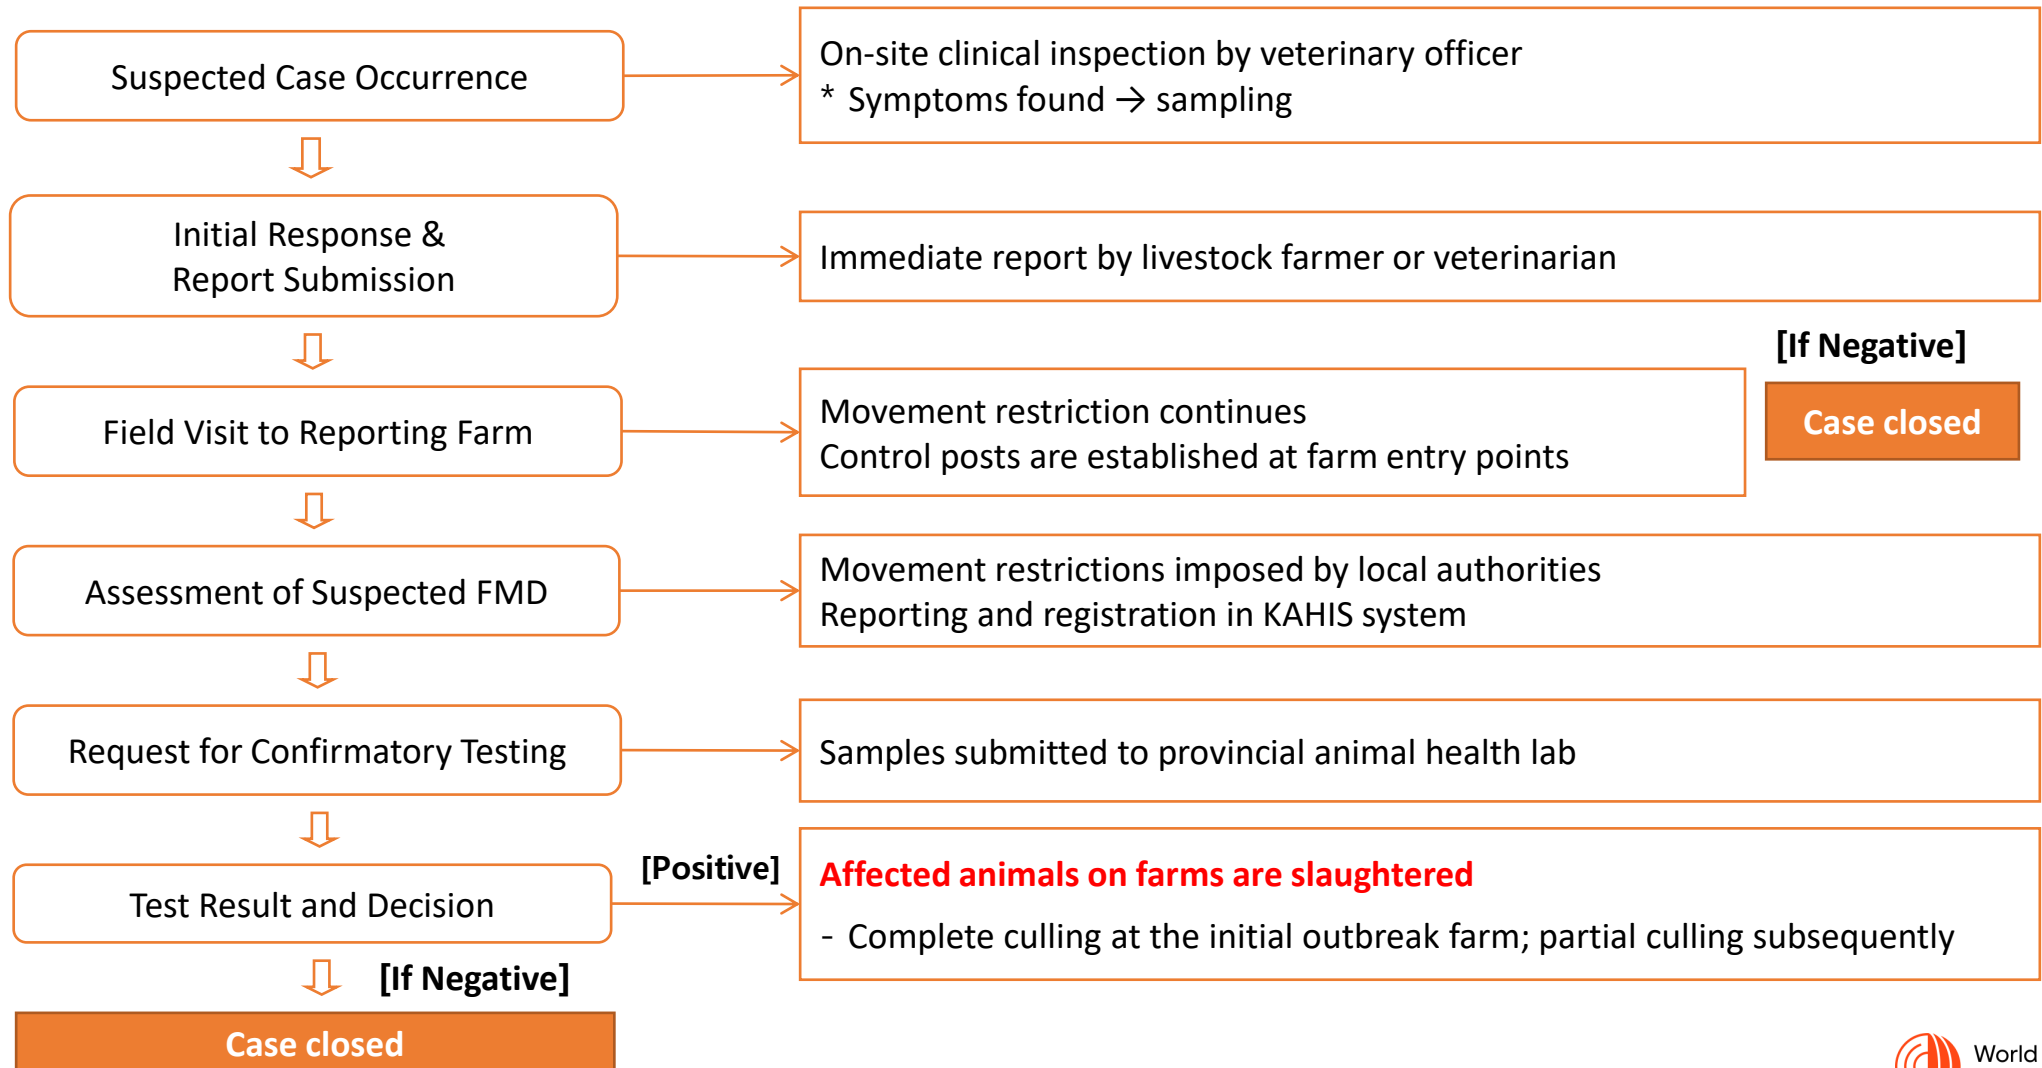 Suspected Case Occurrence
On-site clinical inspection by veterinary officer
* Symptoms found → sampling
Initial Response &
Report Submission
Immediate report by livestock farmer or veterinarian
[If Negative]
Case closed
Field Visit to Reporting Farm
Movement restriction continues
Control posts are established at farm entry points
Assessment of Suspected FMD
Movement restrictions imposed by local authorities
Reporting and registration in KAHIS system
Request for Confirmatory Testing
Samples submitted to provincial animal health lab
Test Result and Decision
[Positive]
Affected animals on farms are slaughtered
- Complete culling at the initial outbreak farm; partial culling subsequently
[If Negative]
Case closed
World